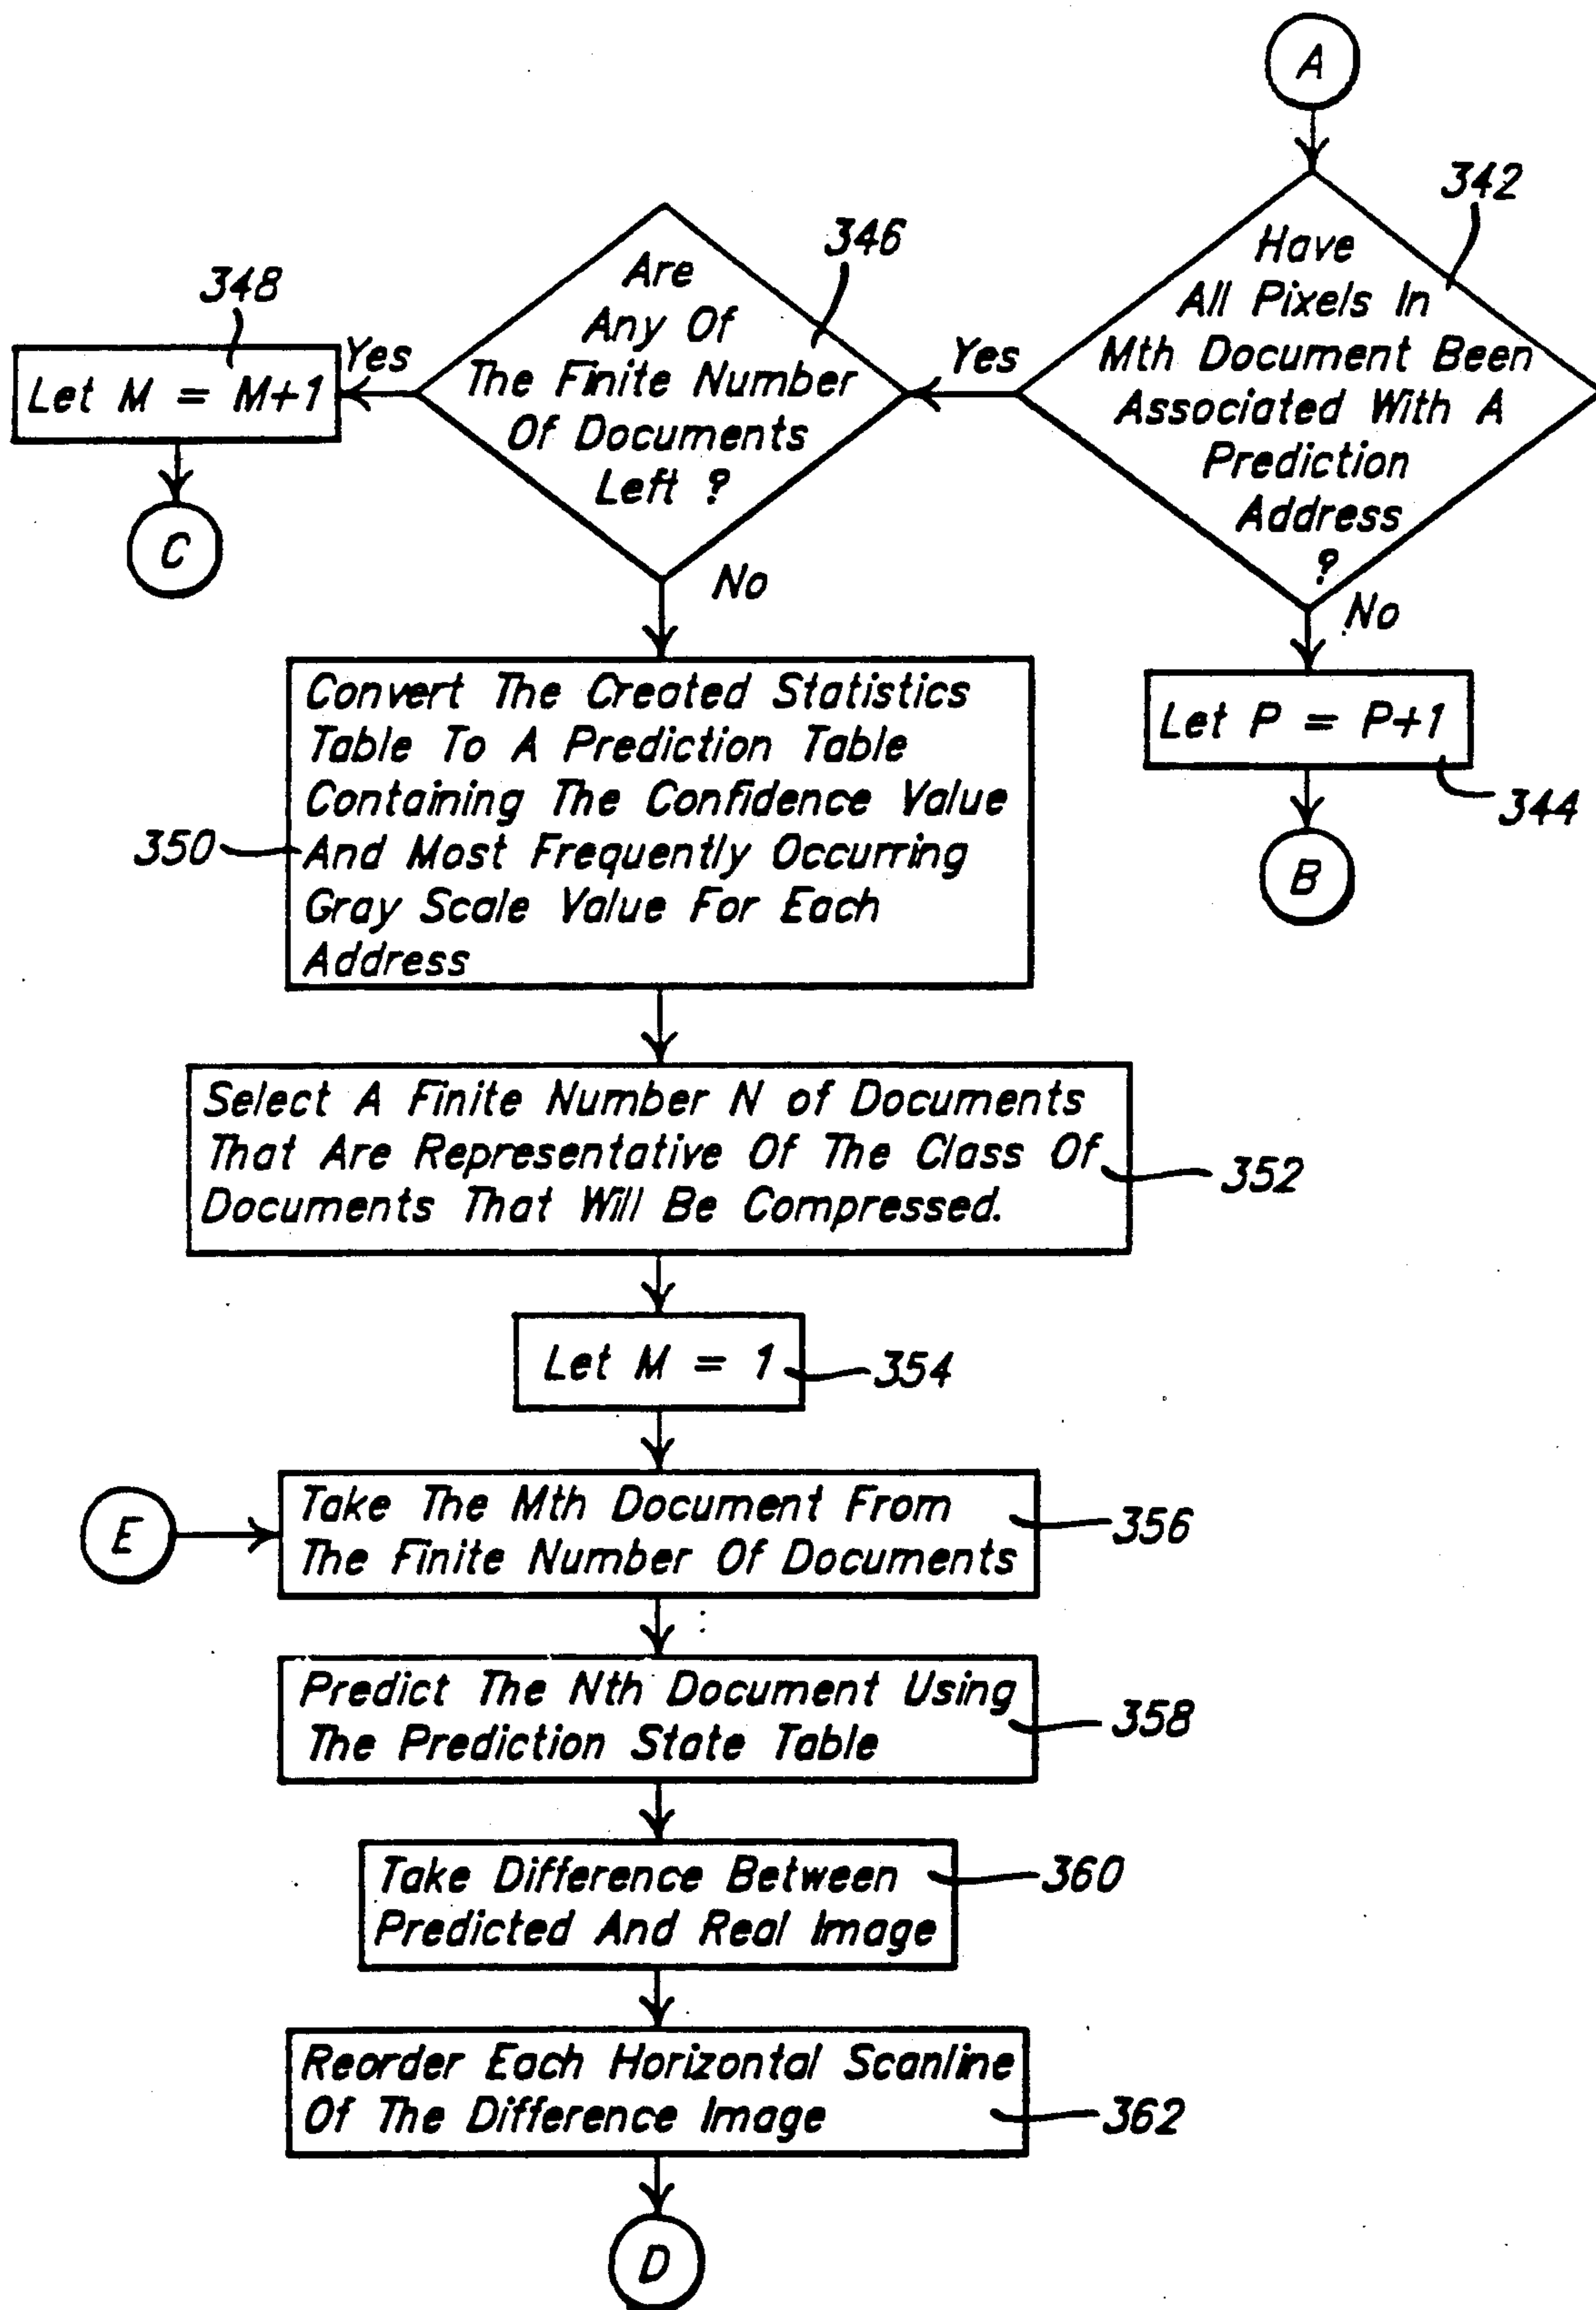 A
342
Have
All Pixels In
Mth Document Been
Associated With A
Prediction
Address
?
Yes
No
346
Are
Any Of
The Finite Number
Of Documents
Left ?
Yes
No
348
Let M = M+1
C
Let P = P+1
344
B
Convert The Created Statistics
Table To A Prediction Table
Containing The Confidence Value
And Most Frequently Occurring
Gray Scale Value For Each
Address
350
Select A Finite Number N of Documents
That Are Representative Of The Class Of
Documents That Will Be Compressed.
352
Let M = 1
354
E
Take The Mth Document From
The Finite Number Of Documents
356
Predict The Nth Document Using
The Prediction State Table
358
Take Difference Between
Predicted And Real Image
360
Reorder Each Horizontal Scanline
Of The Difference Image
362
D